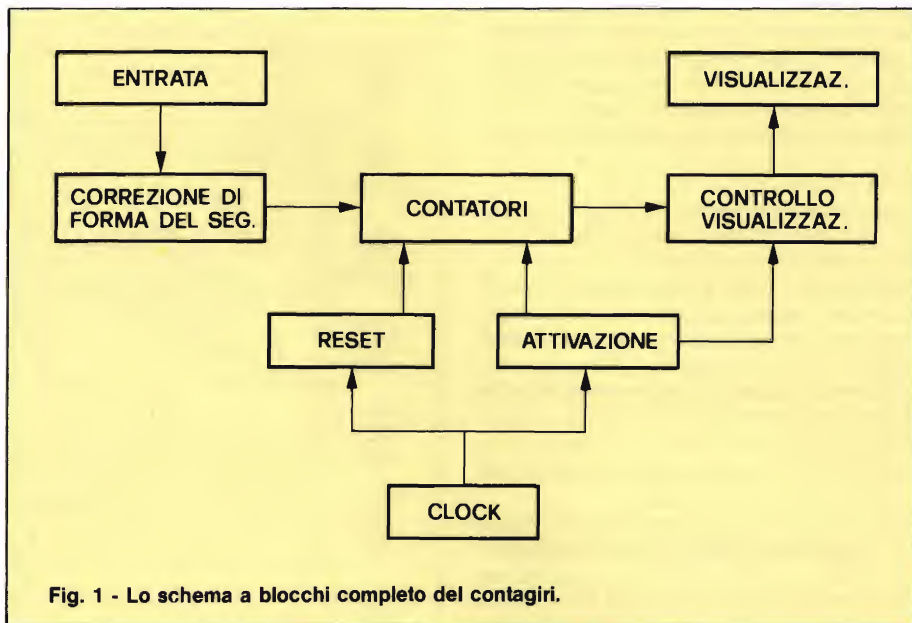 ENTRATA
VISUALIZZAZ.
CORREZIONE DI
FORMA DEL SEG.
CONTATORI
CONTROLLO
VISUALIZZAZ.
RESET
ATTIVAZIONE
CLOCK
Fig. 1 - Lo schema a blocchi completo del contagiri.